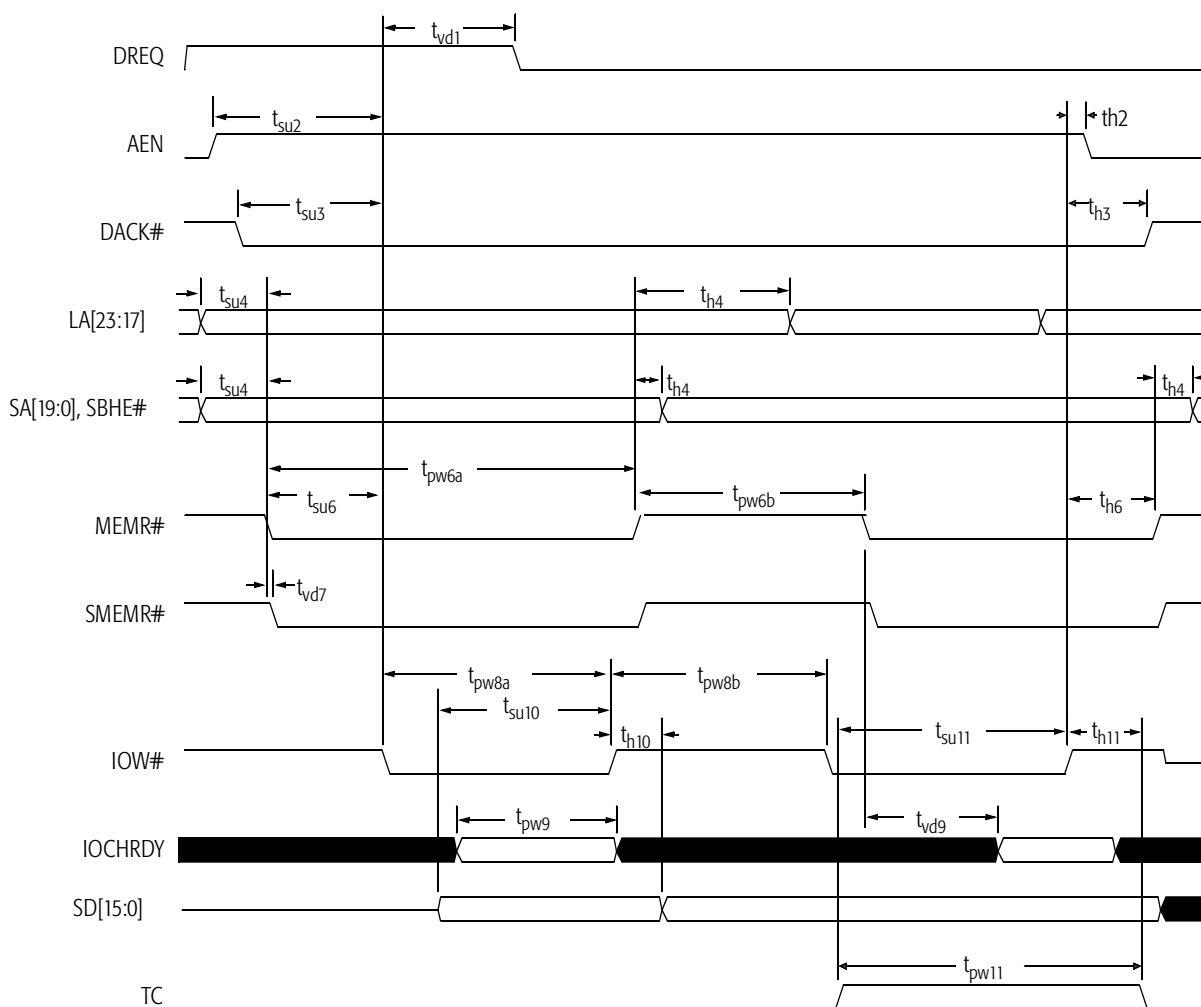 t_vd1
DREQ
t_su2
th2
AEN
t_su3
t_h3
DACK#
t_su4
t_h4
LA[23:17]
t_su4
t_h4
t_h4
SA[19:0], SBHE#
t_pw6a
t_su6
t_pw6b
t_h6
MEMR#
t_vd7
SMEMR#
t_pw8a
t_pw8b
t_su10
t_h10
t_su11
t_h11
IOW#
t_pw9
t_vd9
IOCHRDY
SD[15:0]
t_pw11
TC